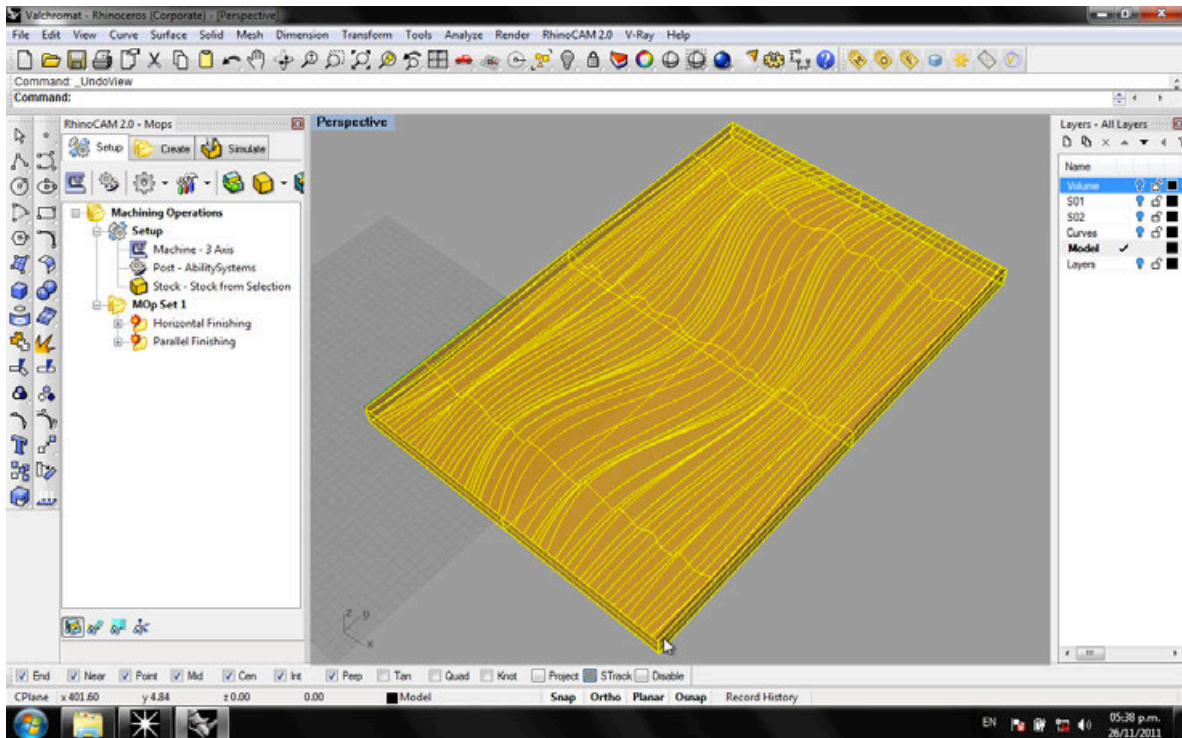 Valchromat - Rhinoceros (Corporate) - [Perspective]
File Edit View Curve Surface Solid Mesh Dimension Transform Tools Analyze Render RhinoCAM 2.0 V-Ray Help
Command: _UndoView
Command:
RhinoCAM 2.0 - Mops
Setup Create Simulate
Machining Operations
Setup
Machine - 3 Axis
Post - AbilitySystems
Stock - Stock from Selection
MOp Set 1
Horizontal Finishing
Parallel Finishing
Perspective
z y
x
Layers - All Layers
Name
Volume
S01
S02
Curves
Model
Layers
End Near Point Mid Cen Int Perp Tan Quad Knot Project STrack Disable
CPlane x 401.60 y 4.84 z 0.00 0.00 Model Snap Ortho Planar Osnap Record History
EN 05:38 p.m.
26/11/2011